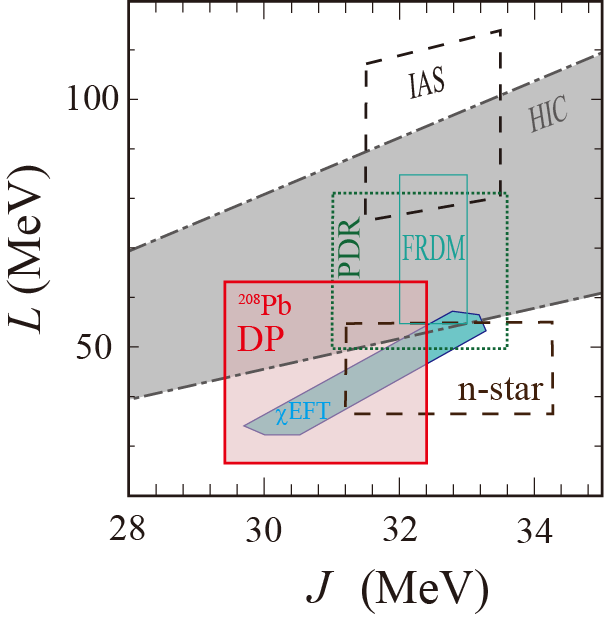 100
50
L (MeV)
IAS
HIC
PDR
FRDM
²⁰⁸Pb
DP
χEFT
n-star
28
30
32
34
J (MeV)